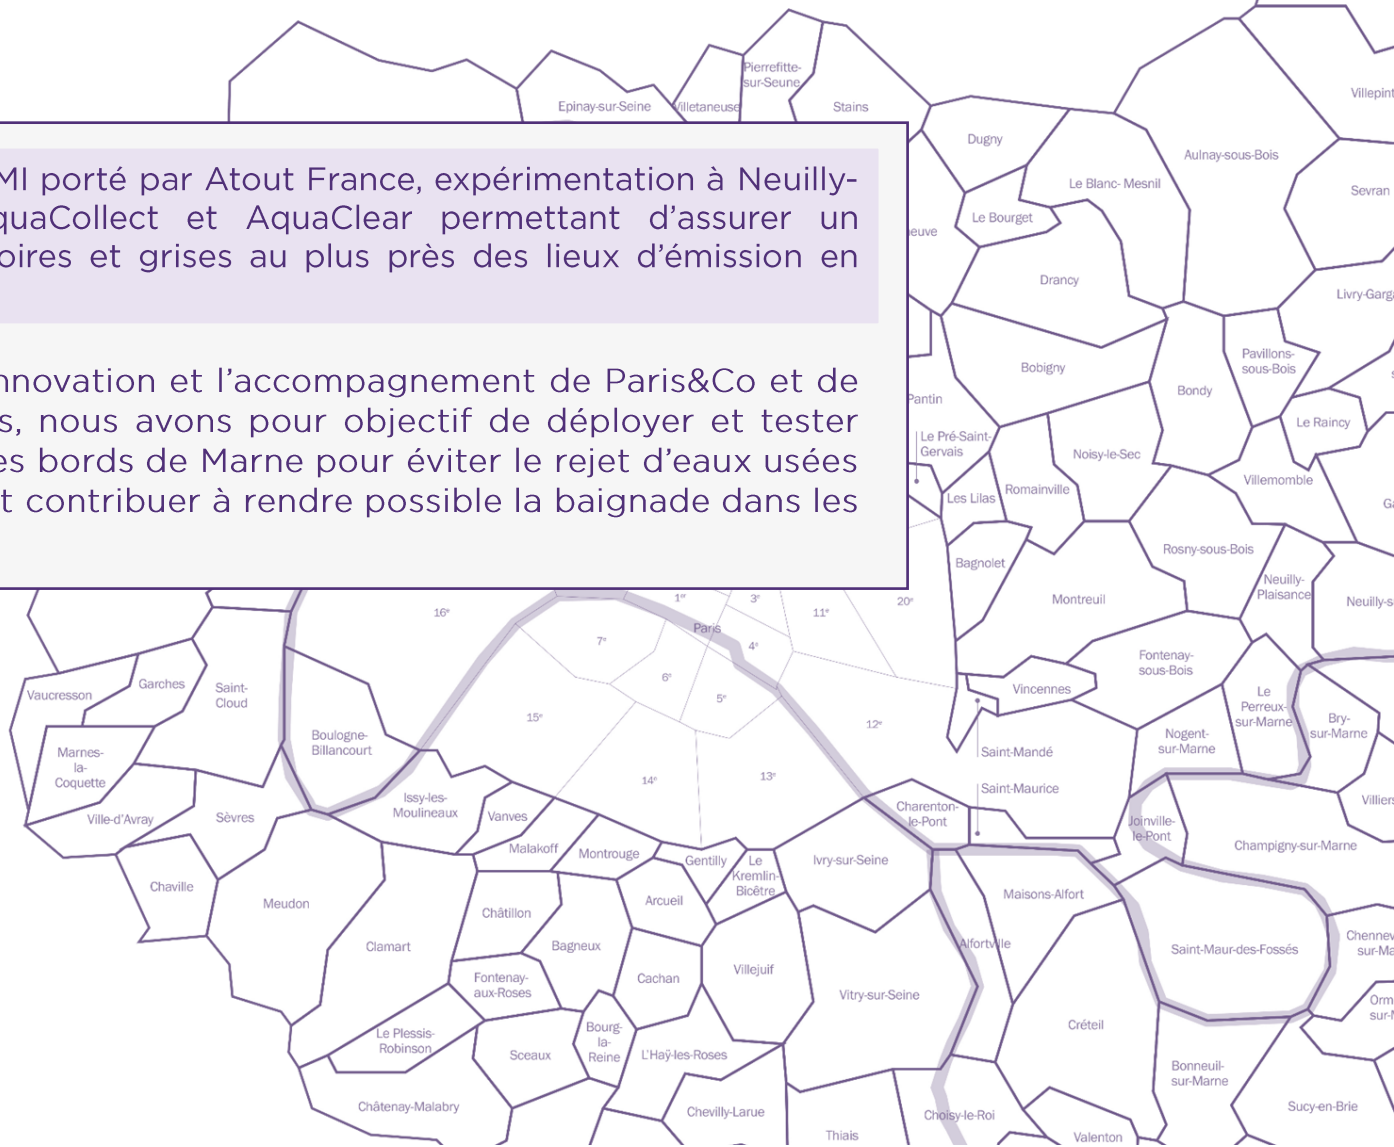 Pierrefitte-
sur-Seune
Epinay-sur-Seine
Villetaneuse
Stains
Villepint
Dugny
Aulnay-sous-Bois
Le Blanc- Mesnil
Sevran
Le Bourget
euve
Drancy
Livry-Garg
MI porté par Atout France, expérimentation à Neuilly-
quaCollect et AquaClear permettant d’assurer un
oires et grises au plus près des lieux d’émission en
nnovation et l’accompagnement de Paris&Co et de
s, nous avons pour objectif de déployer et tester
es bords de Marne pour éviter le rejet d’eaux usées
t contribuer à rendre possible la baignade dans les
Bobigny
Pavillons-
sous-Bois
Bondy
Pantin
Le Raincy
Le Pré-Saint-
Gervais
Noisy-le-Sec
Villemomble
Les Lilas
Romainville
Ga
Rosny-sous-Bois
Bagnolet
Neuilly-
Plaisance
Montreuil
Neuilly-s
16e
1er
3e
11e
20e
7e
Paris
4e
6e
5e
15e
12e
14e
13e
Fontenay-
sous-Bois
Vincennes
Le
Perreux-
sur-Marne
Bry-
sur-Marne
Nogent-
sur-Marne
Saint-Mandé
Saint-Maurice
Vaucresson
Garches
Saint-
Cloud
Boulogne-
Billancourt
Marnes-
la-
Coquette
Ville-d’Avray
Sèvres
Issy-les-
Moulineaux
Vanves
Malakoff
Montrouge
Gentilly
Le
Kremlin-
Bicêtre
Ivry-sur-Seine
Charenton-
le-Pont
Joinville-
le-Pont
Villiers
Champigny-sur-Marne
Chaville
Meudon
Châtillon
Arcueil
Maisons-Alfort
Clamart
Bagneux
Alfortville
Saint-Maur-des-Fossés
Chennev
sur-Ma
Fontenay-
aux-Roses
Cachan
Villejuif
Vitry-sur-Seine
Orm
sur-M
Le Plessis-
Robinson
Sceaux
Bourg-
la-
Reine
L’Haÿ-les-Roses
Créteil
Bonneuil-
sur-Marne
Châtenay-Malabry
Chevilly-Larue
Choisy-le-Roi
Sucy-en-Brie
Thiais
Valenton